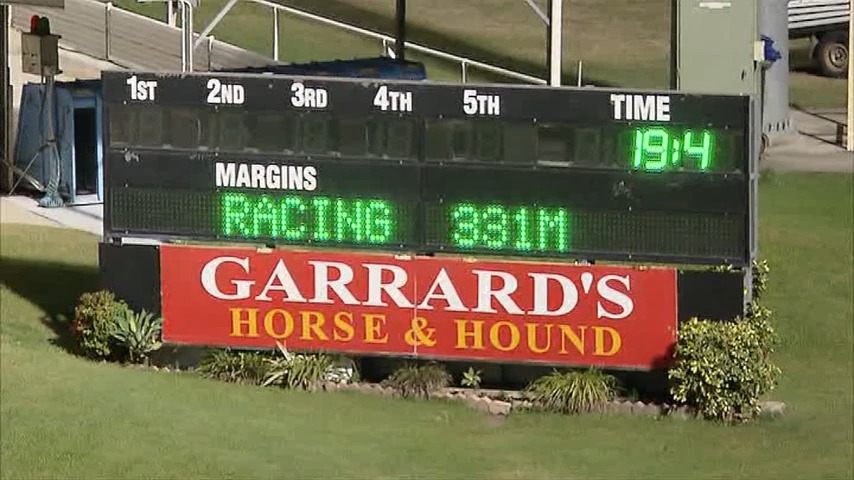 1ST 2ND 3RD 4TH 5TH TIME
19:4
MARGINS
RACING 331M
GARRARD'S
HORSE & HOUND